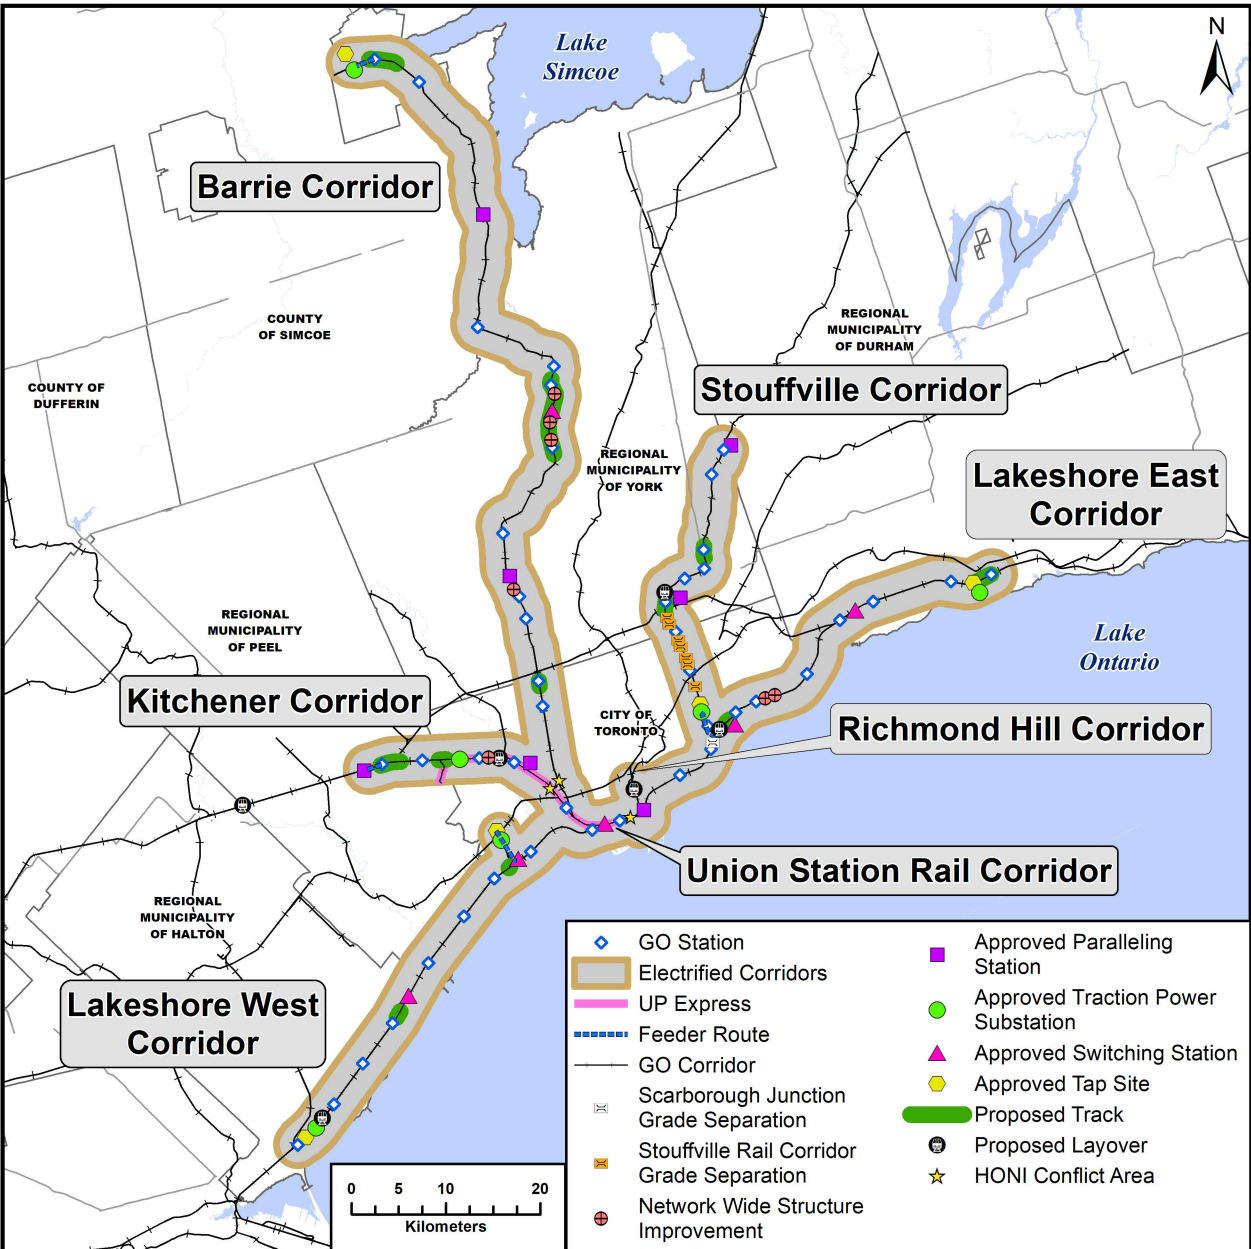 N
Lake
Simcoe
Barrie Corridor
COUNTY
OF SIMCOE
REGIONAL
MUNICIPALITY
OF DURHAM
COUNTY OF
DUFFERIN
Stouffville Corridor
REGIONAL
MUNICIPALITY
OF YORK
Lakeshore East
Corridor
REGIONAL
MUNICIPALITY
OF PEEL
Lake
Ontario
Kitchener Corridor
CITY OF
TORONTO
Richmond Hill Corridor
Union Station Rail Corridor
REGIONAL
MUNICIPALITY
OF HALTON
Lakeshore West
Corridor
0 5 10 20
Kilometers
GO Station
Electrified Corridors
UP Express
Feeder Route
GO Corridor
Scarborough Junction
Grade Separation
Stouffville Rail Corridor
Grade Separation
Network Wide Structure
Improvement
Approved Paralleling
Station
Approved Traction Power
Substation
Approved Switching Station
Approved Tap Site
Proposed Track
Proposed Layover
HONI Conflict Area